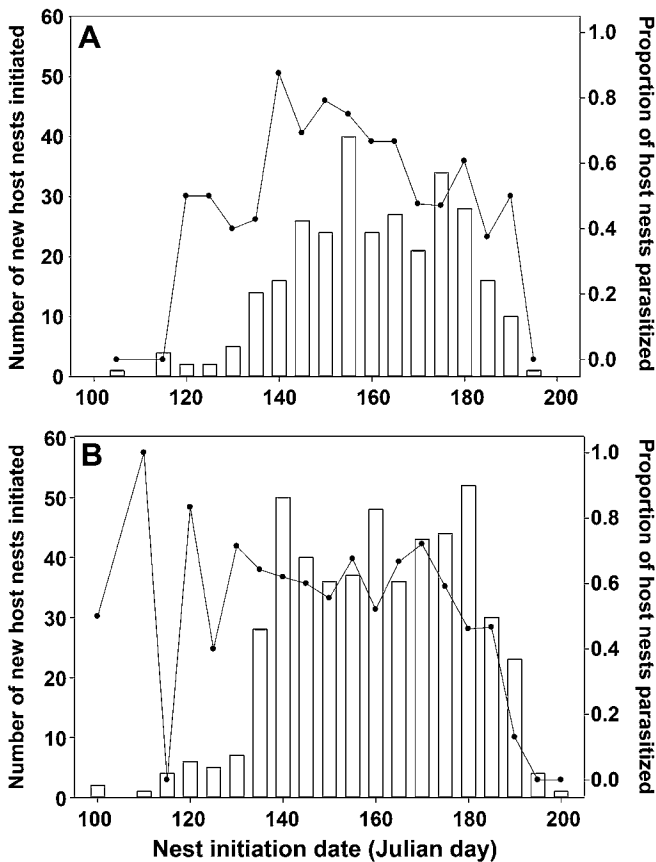 A
Number of new host nests initiated
60
50
40
30
20
10
0
Proportion of host nests parasitized
1.0
0.8
0.6
0.4
0.2
0.0
100 120 140 160 180 200
B
Number of new host nests initiated
60
50
40
30
20
10
0
Proportion of host nests parasitized
1.0
0.8
0.6
0.4
0.2
0.0
100 120 140 160 180 200
Nest initiation date (Julian day)